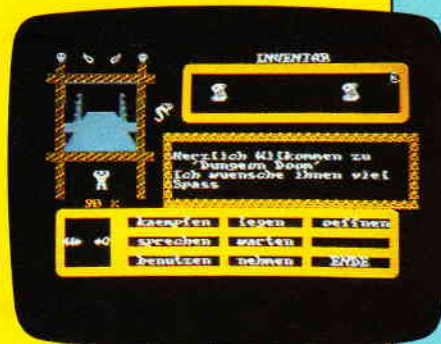 INVENTAR
Herzlich Willkommen zu
'Dungeon Doom'
Ich wuensche Ihnen viel
Spass
90 %
kaempfen legen oeffnen
sprechen warten
benutzen nehmen ENDE